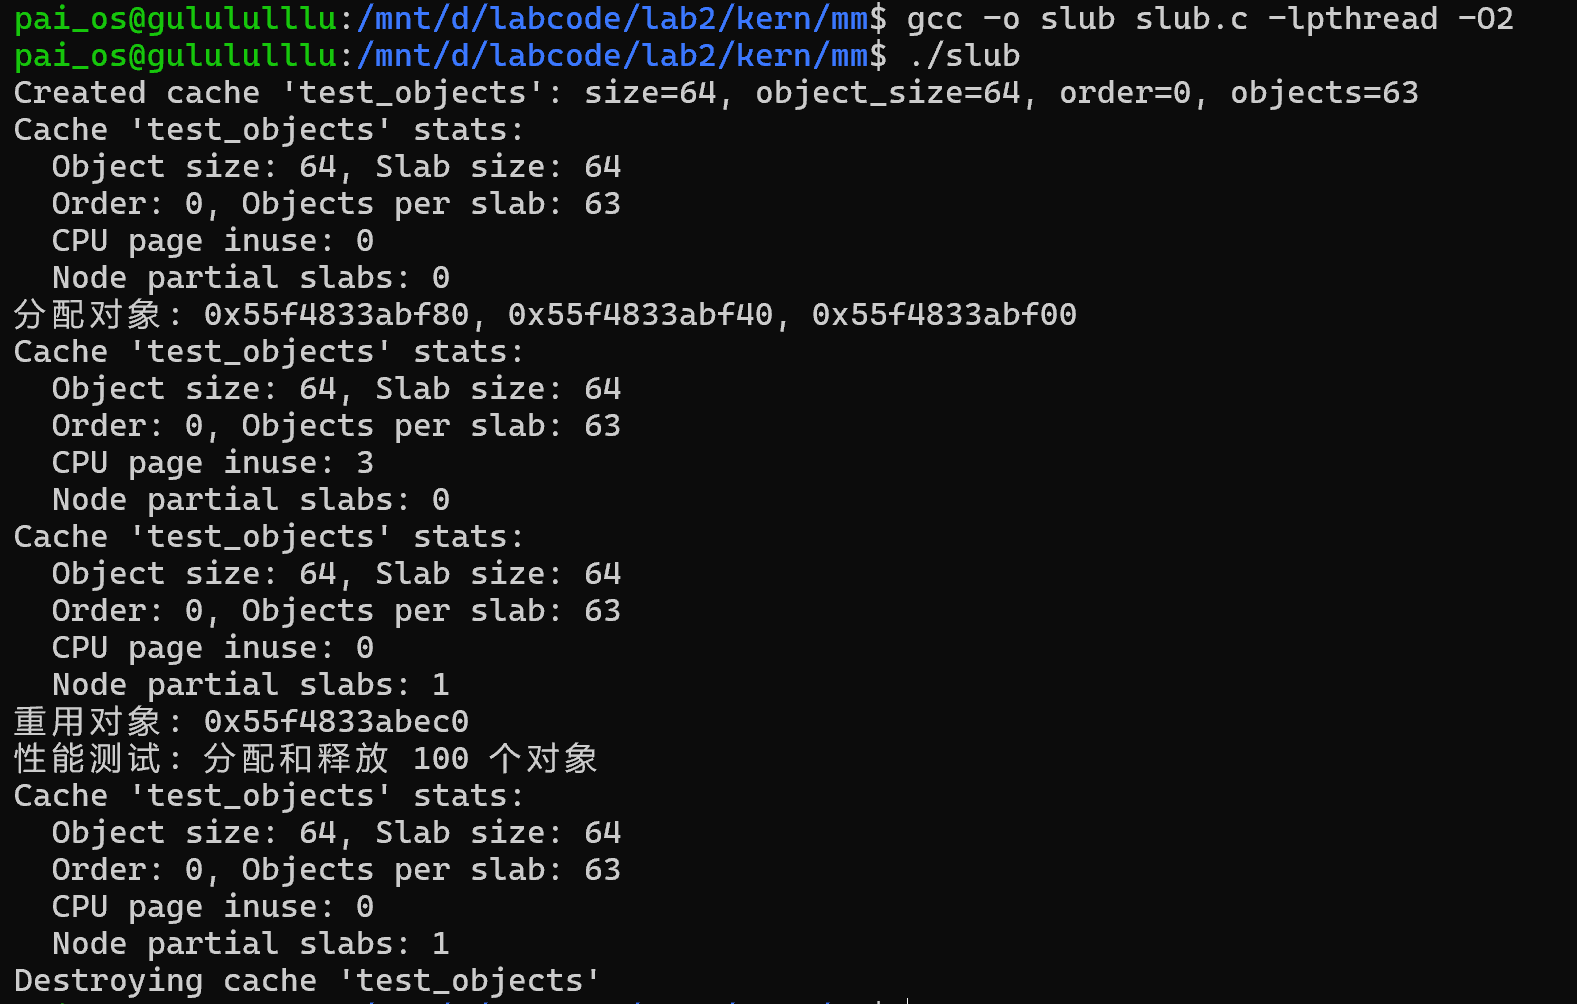 pai_os@gulululllu:/mnt/d/labcode/lab2/kern/mm$ gcc -o slub slub.c -lpthread -O2
pai_os@gulululllu:/mnt/d/labcode/lab2/kern/mm$ ./slub
Created cache 'test_objects': size=64, object_size=64, order=0, objects=63
Cache 'test_objects' stats:
  Object size: 64, Slab size: 64
  Order: 0, Objects per slab: 63
  CPU page inuse: 0
  Node partial slabs: 0
分配对象: 0x55f4833abf80, 0x55f4833abf40, 0x55f4833abf00
Cache 'test_objects' stats:
  Object size: 64, Slab size: 64
  Order: 0, Objects per slab: 63
  CPU page inuse: 3
  Node partial slabs: 0
Cache 'test_objects' stats:
  Object size: 64, Slab size: 64
  Order: 0, Objects per slab: 63
  CPU page inuse: 0
  Node partial slabs: 1
重用对象: 0x55f4833abec0
性能测试: 分配和释放 100 个对象
Cache 'test_objects' stats:
  Object size: 64, Slab size: 64
  Order: 0, Objects per slab: 63
  CPU page inuse: 0
  Node partial slabs: 1
Destroying cache 'test_objects'